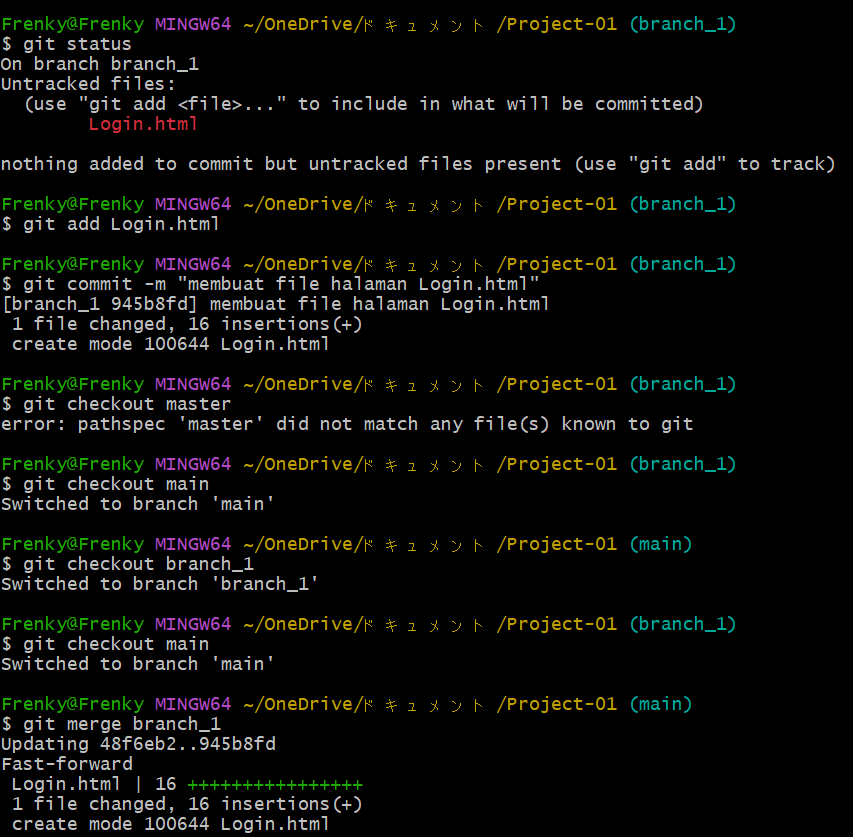 Frenky@Frenky MINGW64 ~/OneDrive/ドキュメント/Project-01 (branch_1)
$ git status
On branch branch_1
Untracked files:
  (use "git add <file>..." to include in what will be committed)
        Login.html
nothing added to commit but untracked files present (use "git add" to track)
Frenky@Frenky MINGW64 ~/OneDrive/ドキュメント/Project-01 (branch_1)
$ git add Login.html
Frenky@Frenky MINGW64 ~/OneDrive/ドキュメント/Project-01 (branch_1)
$ git commit -m "membuat file halaman Login.html"
[branch_1 945b8fd] membuat file halaman Login.html
 1 file changed, 16 insertions(+)
 create mode 100644 Login.html
Frenky@Frenky MINGW64 ~/OneDrive/ドキュメント/Project-01 (branch_1)
$ git checkout master
error: pathspec 'master' did not match any file(s) known to git
Frenky@Frenky MINGW64 ~/OneDrive/ドキュメント/Project-01 (branch_1)
$ git checkout main
Switched to branch 'main'
Frenky@Frenky MINGW64 ~/OneDrive/ドキュメント/Project-01 (main)
$ git checkout branch_1
Switched to branch 'branch_1'
Frenky@Frenky MINGW64 ~/OneDrive/ドキュメント/Project-01 (branch_1)
$ git checkout main
Switched to branch 'main'
Frenky@Frenky MINGW64 ~/OneDrive/ドキュメント/Project-01 (main)
$ git merge branch_1
Updating 48f6eb2..945b8fd
Fast-forward
 Login.html | 16 ++++++++++++++++
 1 file changed, 16 insertions(+)
 create mode 100644 Login.html